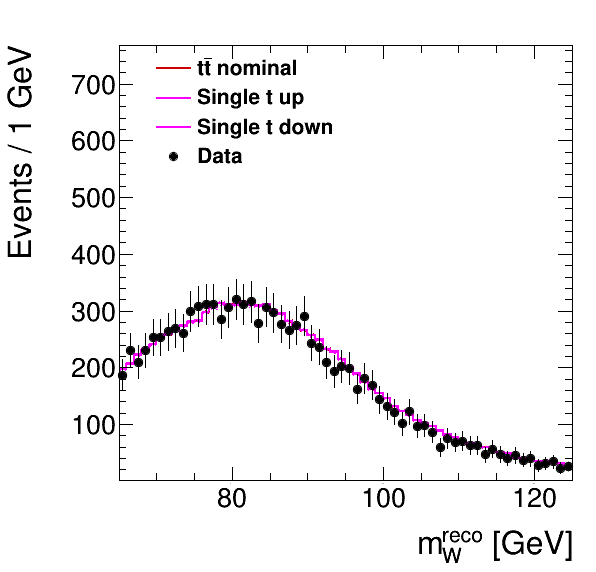 Events / 1 GeV
700
600
500
400
300
200
100
tt̄ nominal
Single t up
Single t down
Data
80
100
120
m_W^reco [GeV]